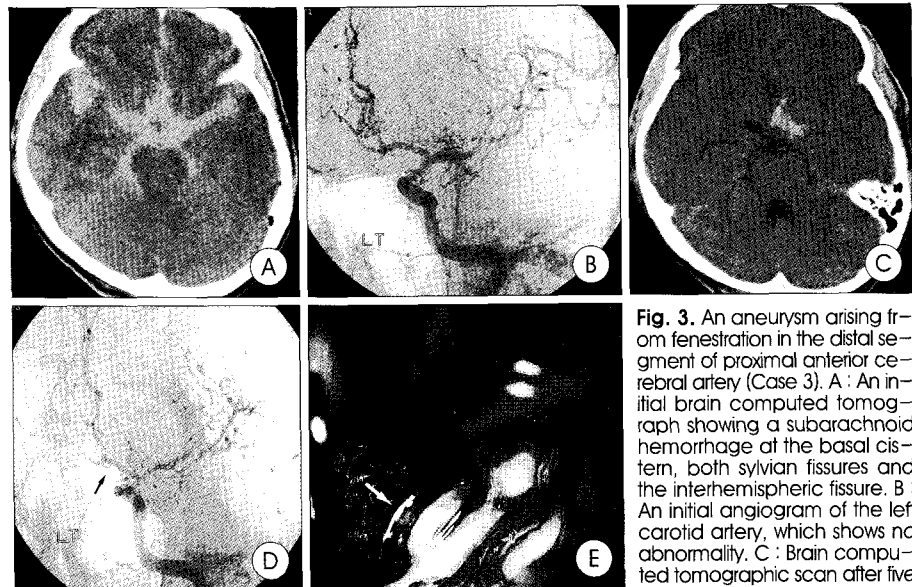 A
LT
B
C
LT
D
E
Fig. 3. An aneurysm arising fr-
om fenestration in the distal se-
gment of proximal anterior ce-
rebral artery (Case 3). A : An in-
itial brain computed tomog-
raph showing a subarachnoid
hemorrhage at the basal cis-
tern, both sylvian fissures and
the interhemispheric fissure. B :
An initial angiogram of the left
carotid artery, which shows no
abnormality. C : Brain compu-
ted tomographic scan after five